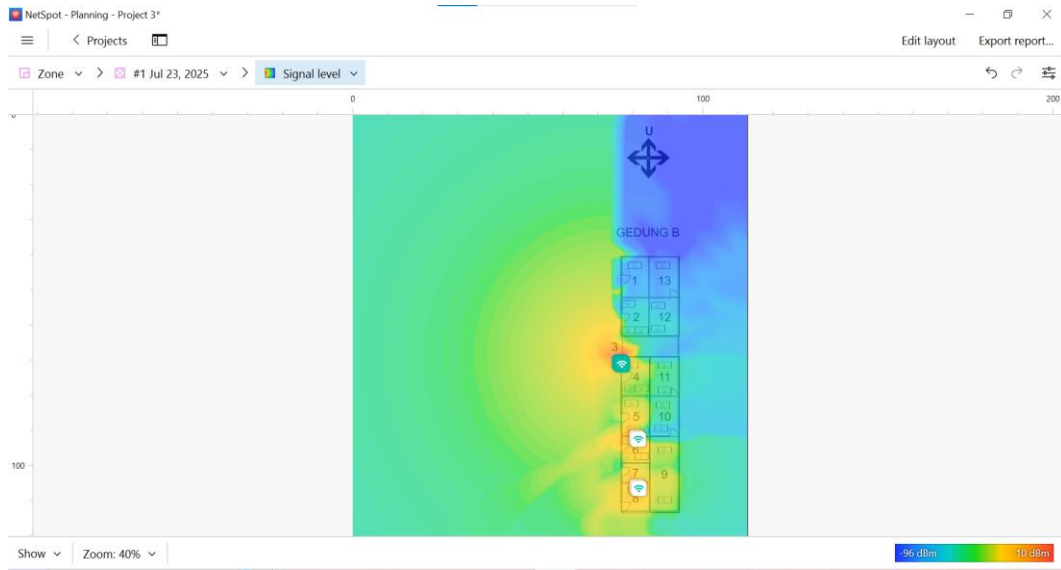 NetSpot - Planning - Project 3*
Projects
Edit layout
Export report...
Zone
#1 Jul 23, 2025
Signal level
0
100
200
0
U
GEDUNG B
1
13
2
12
3
4
11
5
10
6
7
9
8
100
Show
Zoom: 40%
-96 dBm
-10 dBm